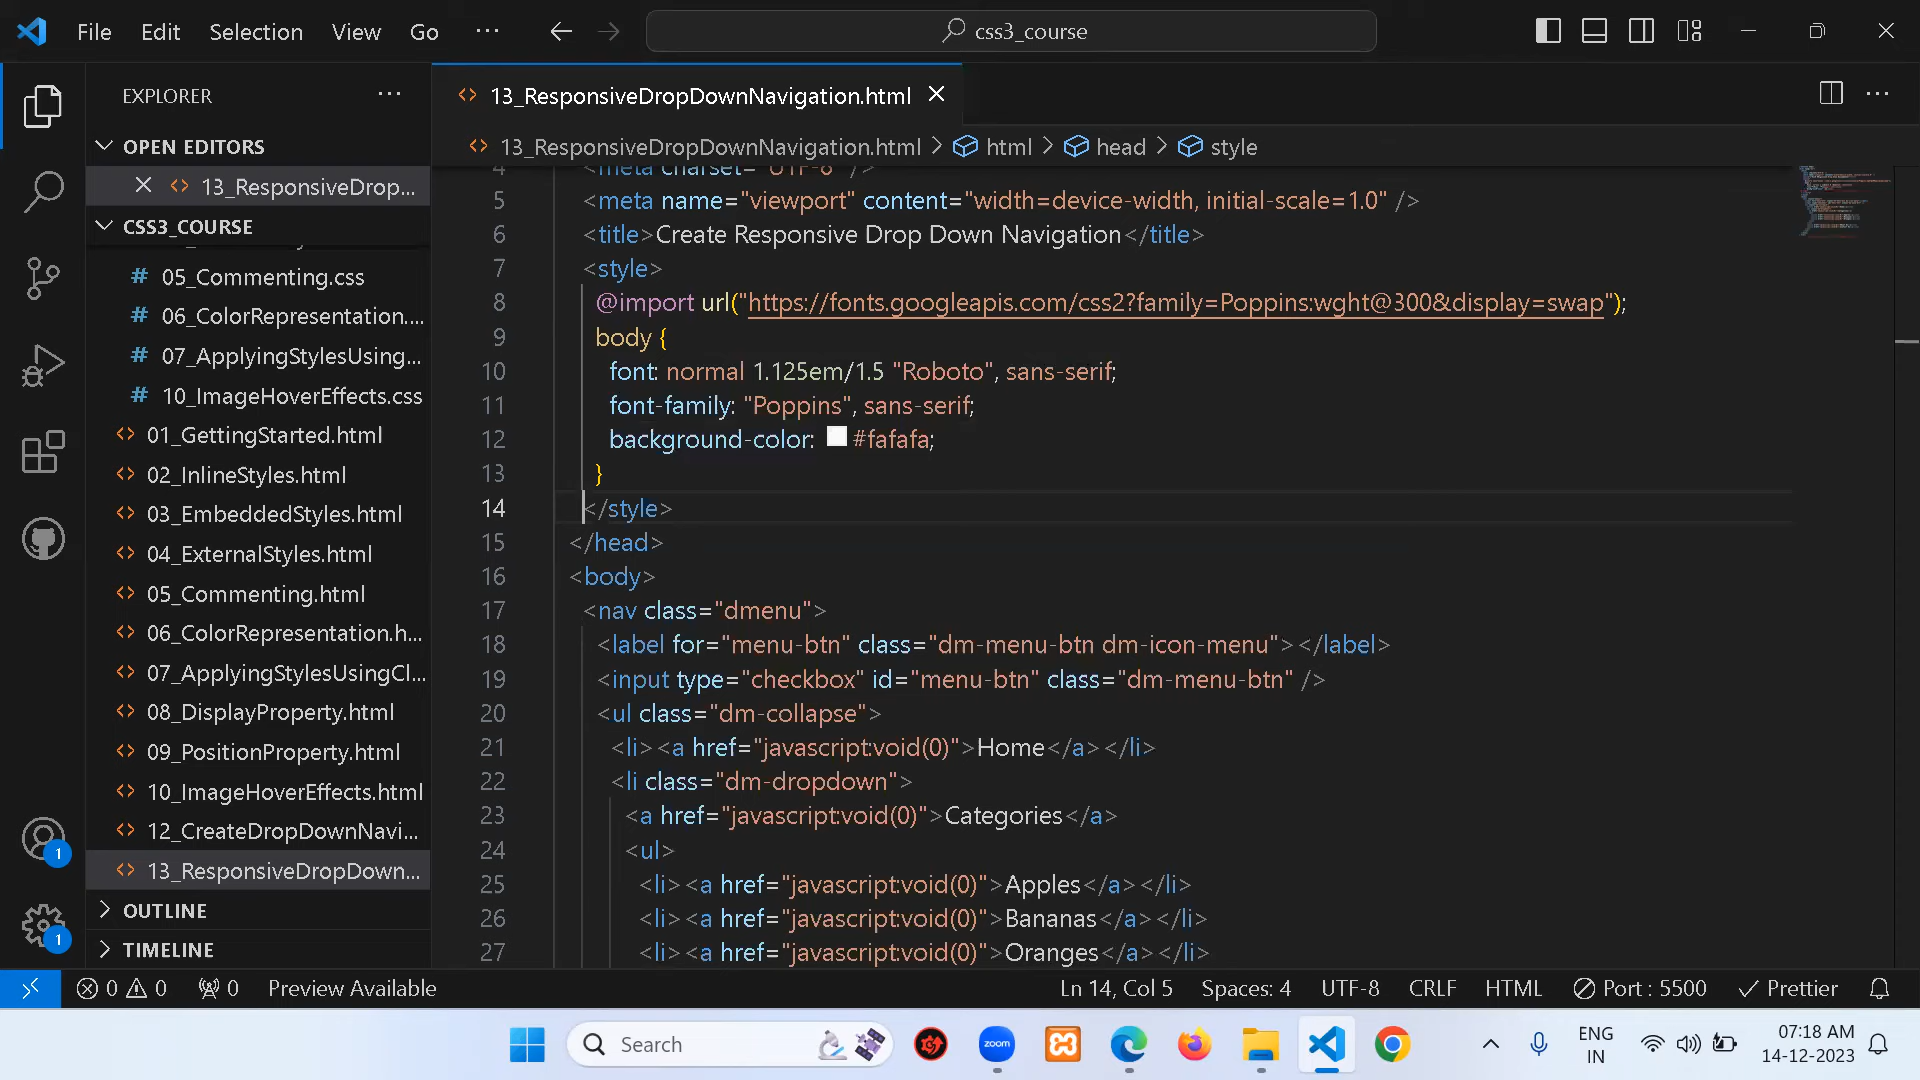 File Edit Selection View Go ··· css3_course
EXPLORER ···
OPEN EDITORS
13_ResponsiveDrop...
CSS3_COURSE
# 05_Commenting.css
# 06_ColorRepresentation....
# 07_ApplyingStylesUsing...
# 10_ImageHoverEffects.css
01_GettingStarted.html
02_InlineStyles.html
03_EmbeddedStyles.html
04_ExternalStyles.html
05_Commenting.html
06_ColorRepresentation.h...
07_ApplyingStylesUsingCl...
08_DisplayProperty.html
09_PositionProperty.html
10_ImageHoverEffects.html
12_CreateDropDownNavi...
13_ResponsiveDropDown...
OUTLINE
TIMELINE
13_ResponsiveDropDownNavigation.html
13_ResponsiveDropDownNavigation.html > html > head > style
4 <meta charset="UTF-8" />
5 <meta name="viewport" content="width=device-width, initial-scale=1.0" />
6 <title>Create Responsive Drop Down Navigation</title>
7 <style>
8 @import url("https://fonts.googleapis.com/css2?family=Poppins:wght@300&display=swap");
9 body {
10 font: normal 1.125em/1.5 "Roboto", sans-serif;
11 font-family: "Poppins", sans-serif;
12 background-color: #fafafa;
13 }
14 </style>
15 </head>
16 <body>
17 <nav class="dmenu">
18 <label for="menu-btn" class="dm-menu-btn dm-icon-menu"></label>
19 <input type="checkbox" id="menu-btn" class="dm-menu-btn" />
20 <ul class="dm-collapse">
21 <li><a href="javascript:void(0)">Home</a></li>
22 <li class="dm-dropdown">
23 <a href="javascript:void(0)">Categories</a>
24 <ul>
25 <li><a href="javascript:void(0)">Apples</a></li>
26 <li><a href="javascript:void(0)">Bananas</a></li>
27 <li><a href="javascript:void(0)">Oranges</a></li>
1
1
0 0 0 Preview Available Ln 14, Col 5 Spaces: 4 UTF-8 CRLF HTML Port : 5500 Prettier
Search zoom ENG IN 07:18 AM 14-12-2023